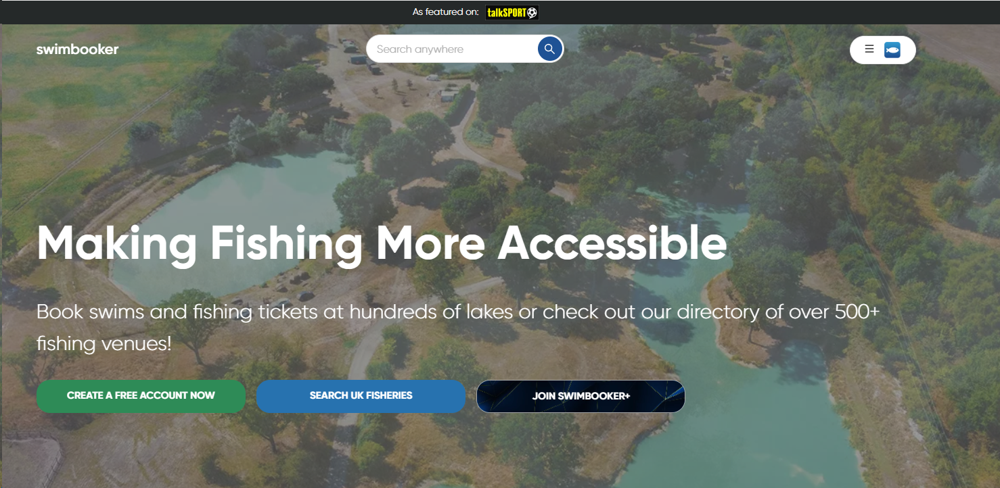 As featured on: talkSPORT
swimbooker
Search anywhere
Making Fishing More Accessible
Book swims and fishing tickets at hundreds of lakes or check out our directory of over 500+
fishing venues!
CREATE A FREE ACCOUNT NOW
SEARCH UK FISHERIES
JOIN SWIMBOOKER+